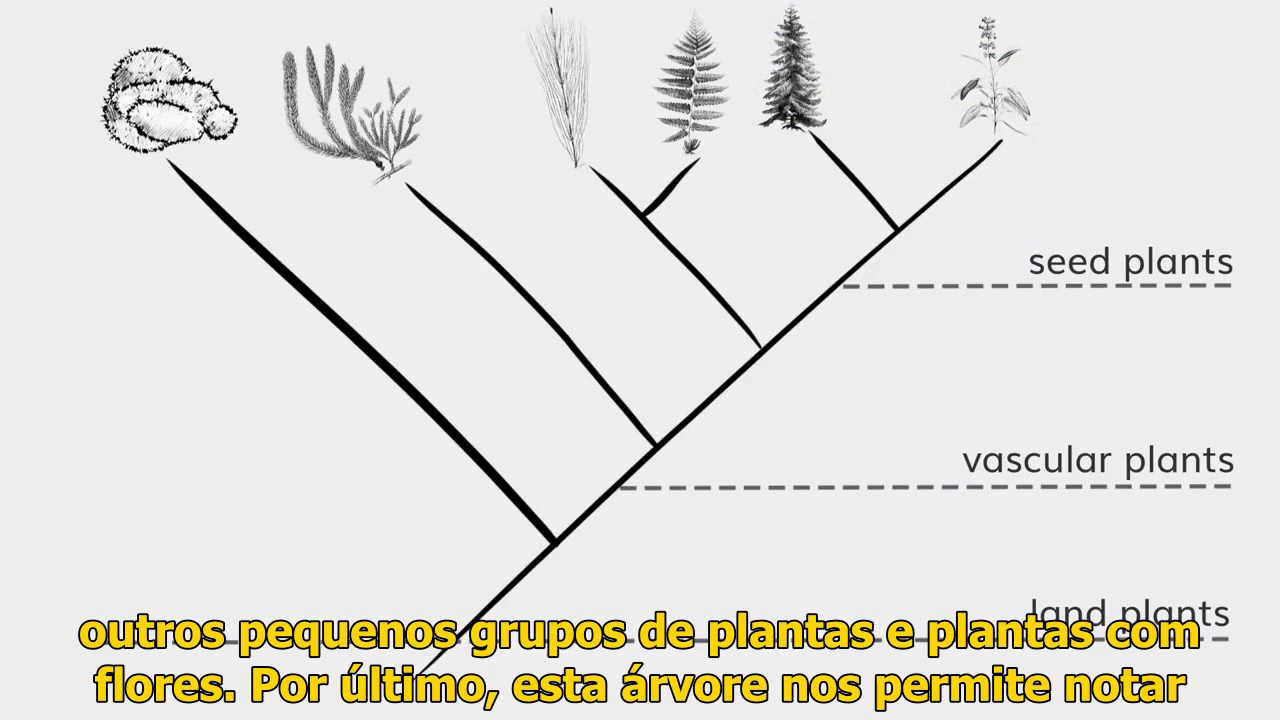 seed plants
vascular plants
land plants
outros pequenos grupos de plantas e plantas com
flores. Por último, esta árvore nos permite notar